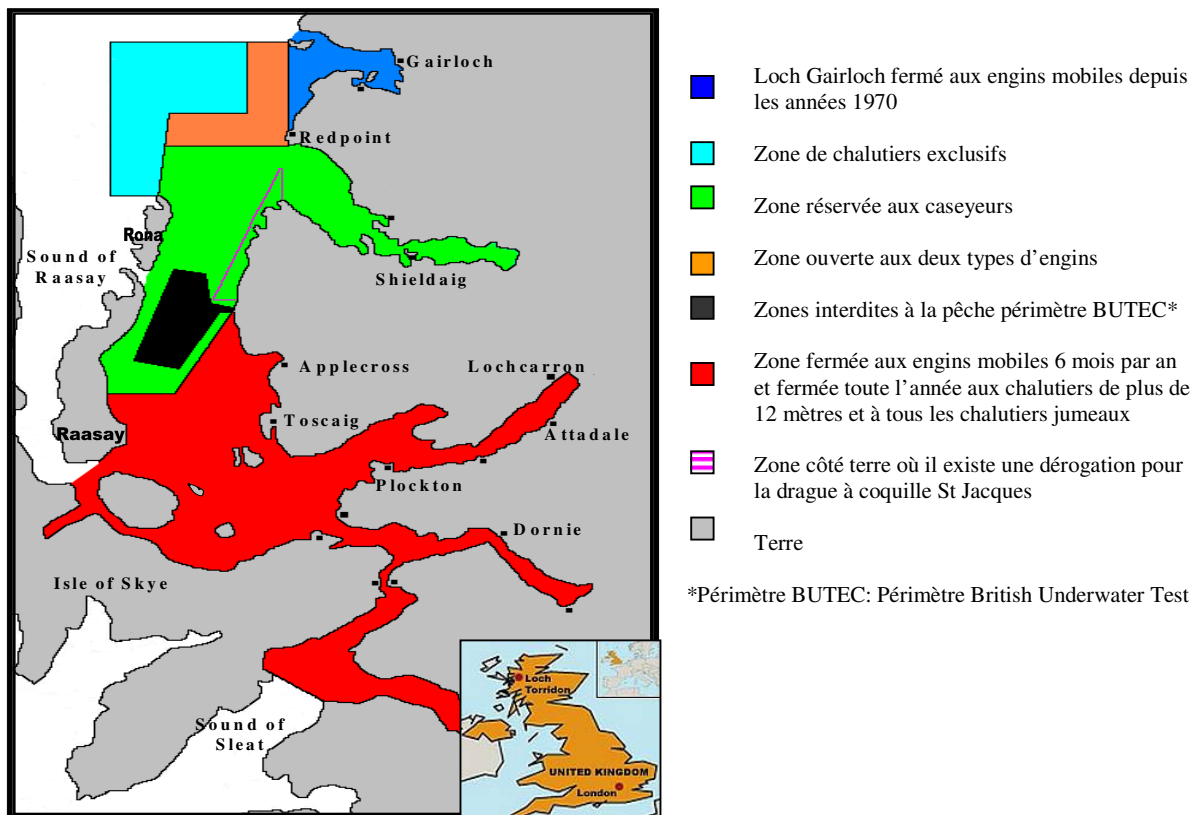 Gairloch
Redpoint
Rona
Sound of
Raasay
Shieldaig
Applecross
Lochcarron
Toscaig
Raasay
Attadale
Plockton
Dornie
Isle of Skye
Sound of
Sleat
Loch
Torridon
UNITED KINGDOM
London
Loch Gairloch fermé aux engins mobiles depuis
les années 1970
Zone de chalutiers exclusifs
Zone réservée aux caseyeurs
Zone ouverte aux deux types d’engins
Zones interdites à la pêche périmètre BUTEC*
Zone fermée aux engins mobiles 6 mois par an
et fermée toute l’année aux chalutiers de plus de
12 mètres et à tous les chalutiers jumeaux
Zone côté terre où il existe une dérogation pour
la drague à coquille St Jacques
Terre
*Périmètre BUTEC: Périmètre British Underwater Test